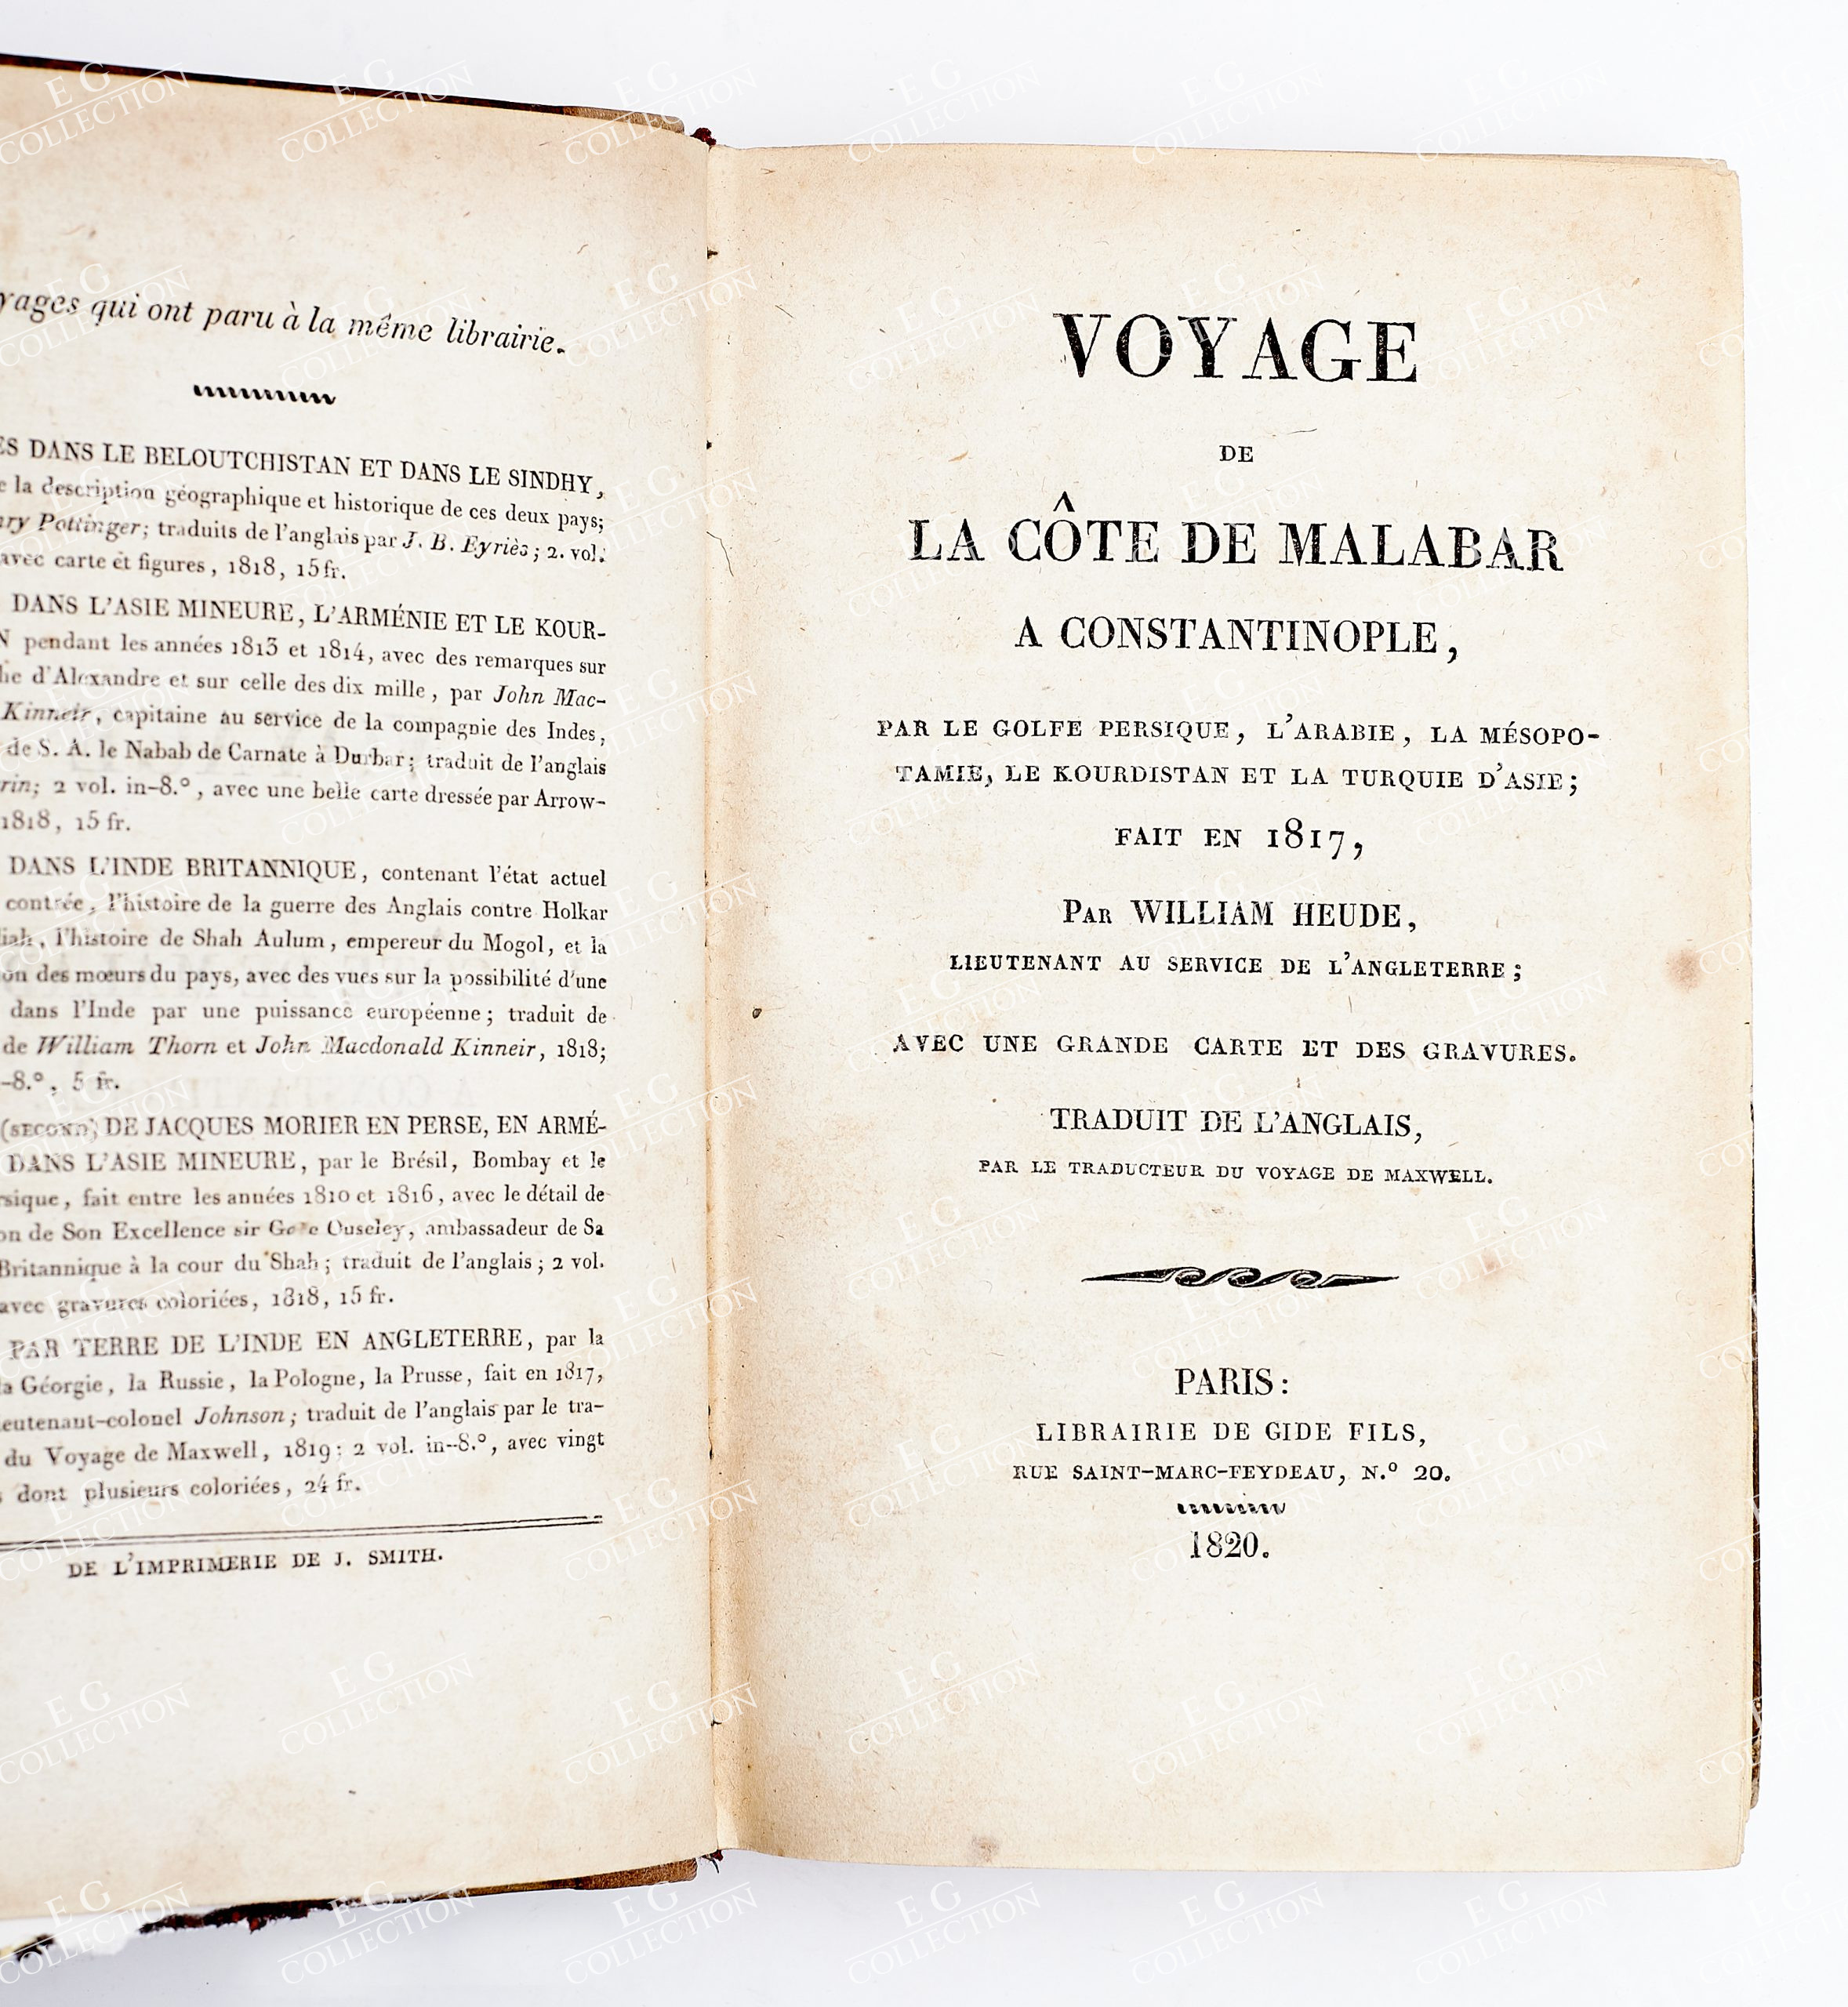 yages qui ont paru à la même librairie.
ES DANS LE BELOUTCHISTAN ET DANS LE SINDHY,
la description géographique et historique de ces deux pays;
ry Pottinger; traduits de l'anglais par J. B. Eyriès; 2. vol.
avec carte et figures, 1818, 15 fr.
DANS L'ASIE MINEURE, L'ARMÉNIE ET LE KOUR-
N pendant les années 1813 et 1814, avec des remarques sur
he d'Alexandre et sur celle des dix mille, par John Mac-
Kinneir, capitaine au service de la compagnie des Indes,
de S. A. le Nabab de Carnate à Durbar; traduit de l'anglais
rin; 2 vol. in-8.°, avec une belle carte dressée par Arrow-
1818, 15 fr.
DANS L'INDE BRITANNIQUE, contenant l'état actuel
contrée, l'histoire de la guerre des Anglais contre Holkar
iah, l'histoire de Shah Aulum, empereur du Mogol, et la
on des mœurs du pays, avec des vues sur la possibilité d'une
dans l'Inde par une puissance européenne; traduit de
de William Thorn et John Macdonald Kinneir, 1818;
-8.°, 5 fr.
(SECOND) DE JACQUES MORIER EN PERSE, EN ARMÉ-
DANS L'ASIE MINEURE, par le Brésil, Bombay et le
rsique, fait entre les années 1810 et 1816, avec le détail de
on de Son Excellence sir Gore Ouseley, ambassadeur de Sa
Britannique à la cour du Shah; traduit de l'anglais; 2 vol.
avec gravures coloriées, 1818, 15 fr.
PAR TERRE DE L'INDE EN ANGLETERRE, par la
la Géorgie, la Russie, la Pologne, la Prusse, fait en 1817,
ieutenant-colonel Johnson; traduit de l'anglais par le tra-
du Voyage de Maxwell, 1819; 2 vol. in-8.°, avec vingt
s dont plusieurs coloriées, 24 fr.
DE L'IMPRIMERIE DE J. SMITH.
VOYAGE
DE
LA CÔTE DE MALABAR
A CONSTANTINOPLE,
PAR LE GOLFE PERSIQUE, L'ARABIE, LA MÉSOPO-
TAMIE, LE KOURDISTAN ET LA TURQUIE D'ASIE;
FAIT EN 1817,
PAR WILLIAM HEUDE,
LIEUTENANT AU SERVICE DE L'ANGLETERRE;
AVEC UNE GRANDE CARTE ET DES GRAVURES.
TRADUIT DE L'ANGLAIS,
PAR LE TRADUCTEUR DU VOYAGE DE MAXWELL.
PARIS:
LIBRAIRIE DE GIDE FILS,
RUE SAINT-MARC-FEYDEAU, N.° 20.
1820.
E G
COLLECTION